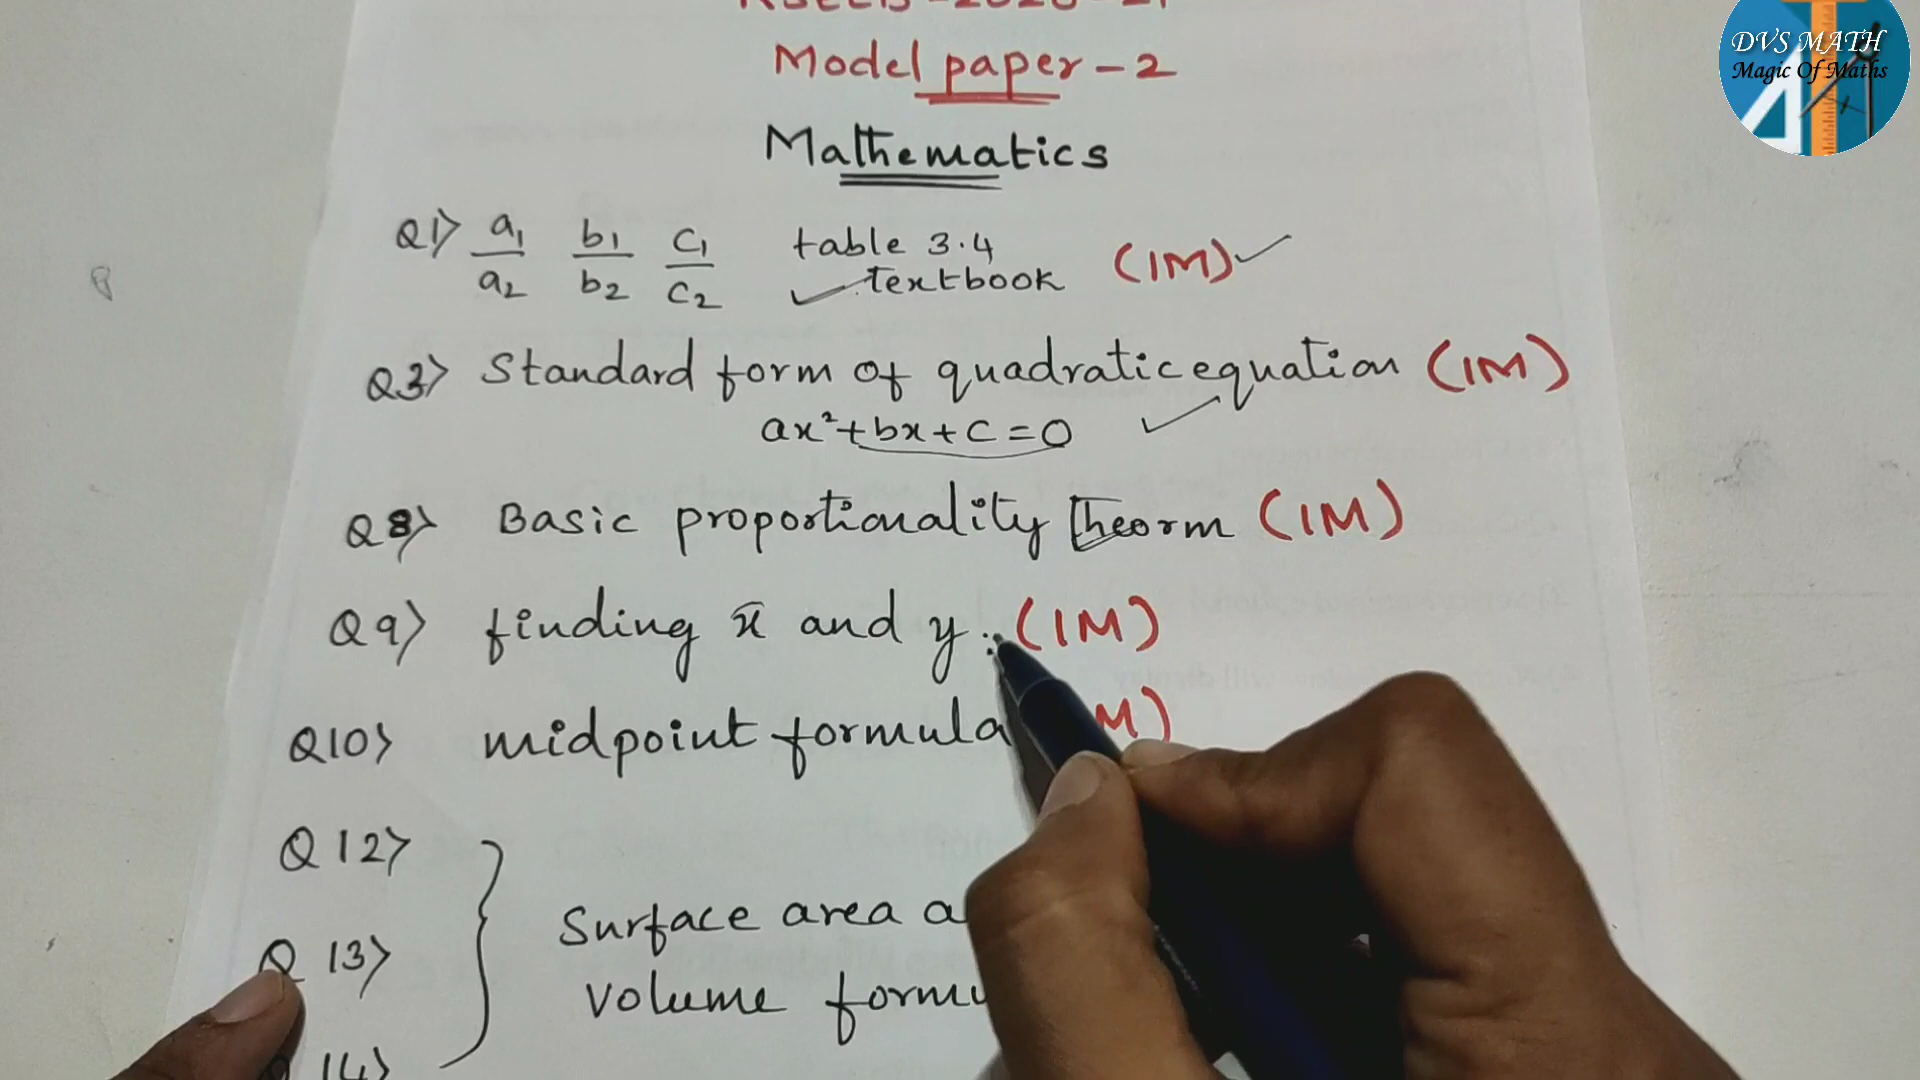 Model paper - 2
DVS MATH
Magic Of Maths
Mathematics
Q1) a1/a2 b1/b2 c1/c2 table 3.4 (1M)
Textbook
Q3) Standard form of quadratic equation (1M)
ax²+bx+c=0
Q8) Basic proportionality Theorm (1M)
Q9) finding x and y. (1M)
Q10) midpoint formula M)
Q12)
Q13) Surface area
volume
Q14)